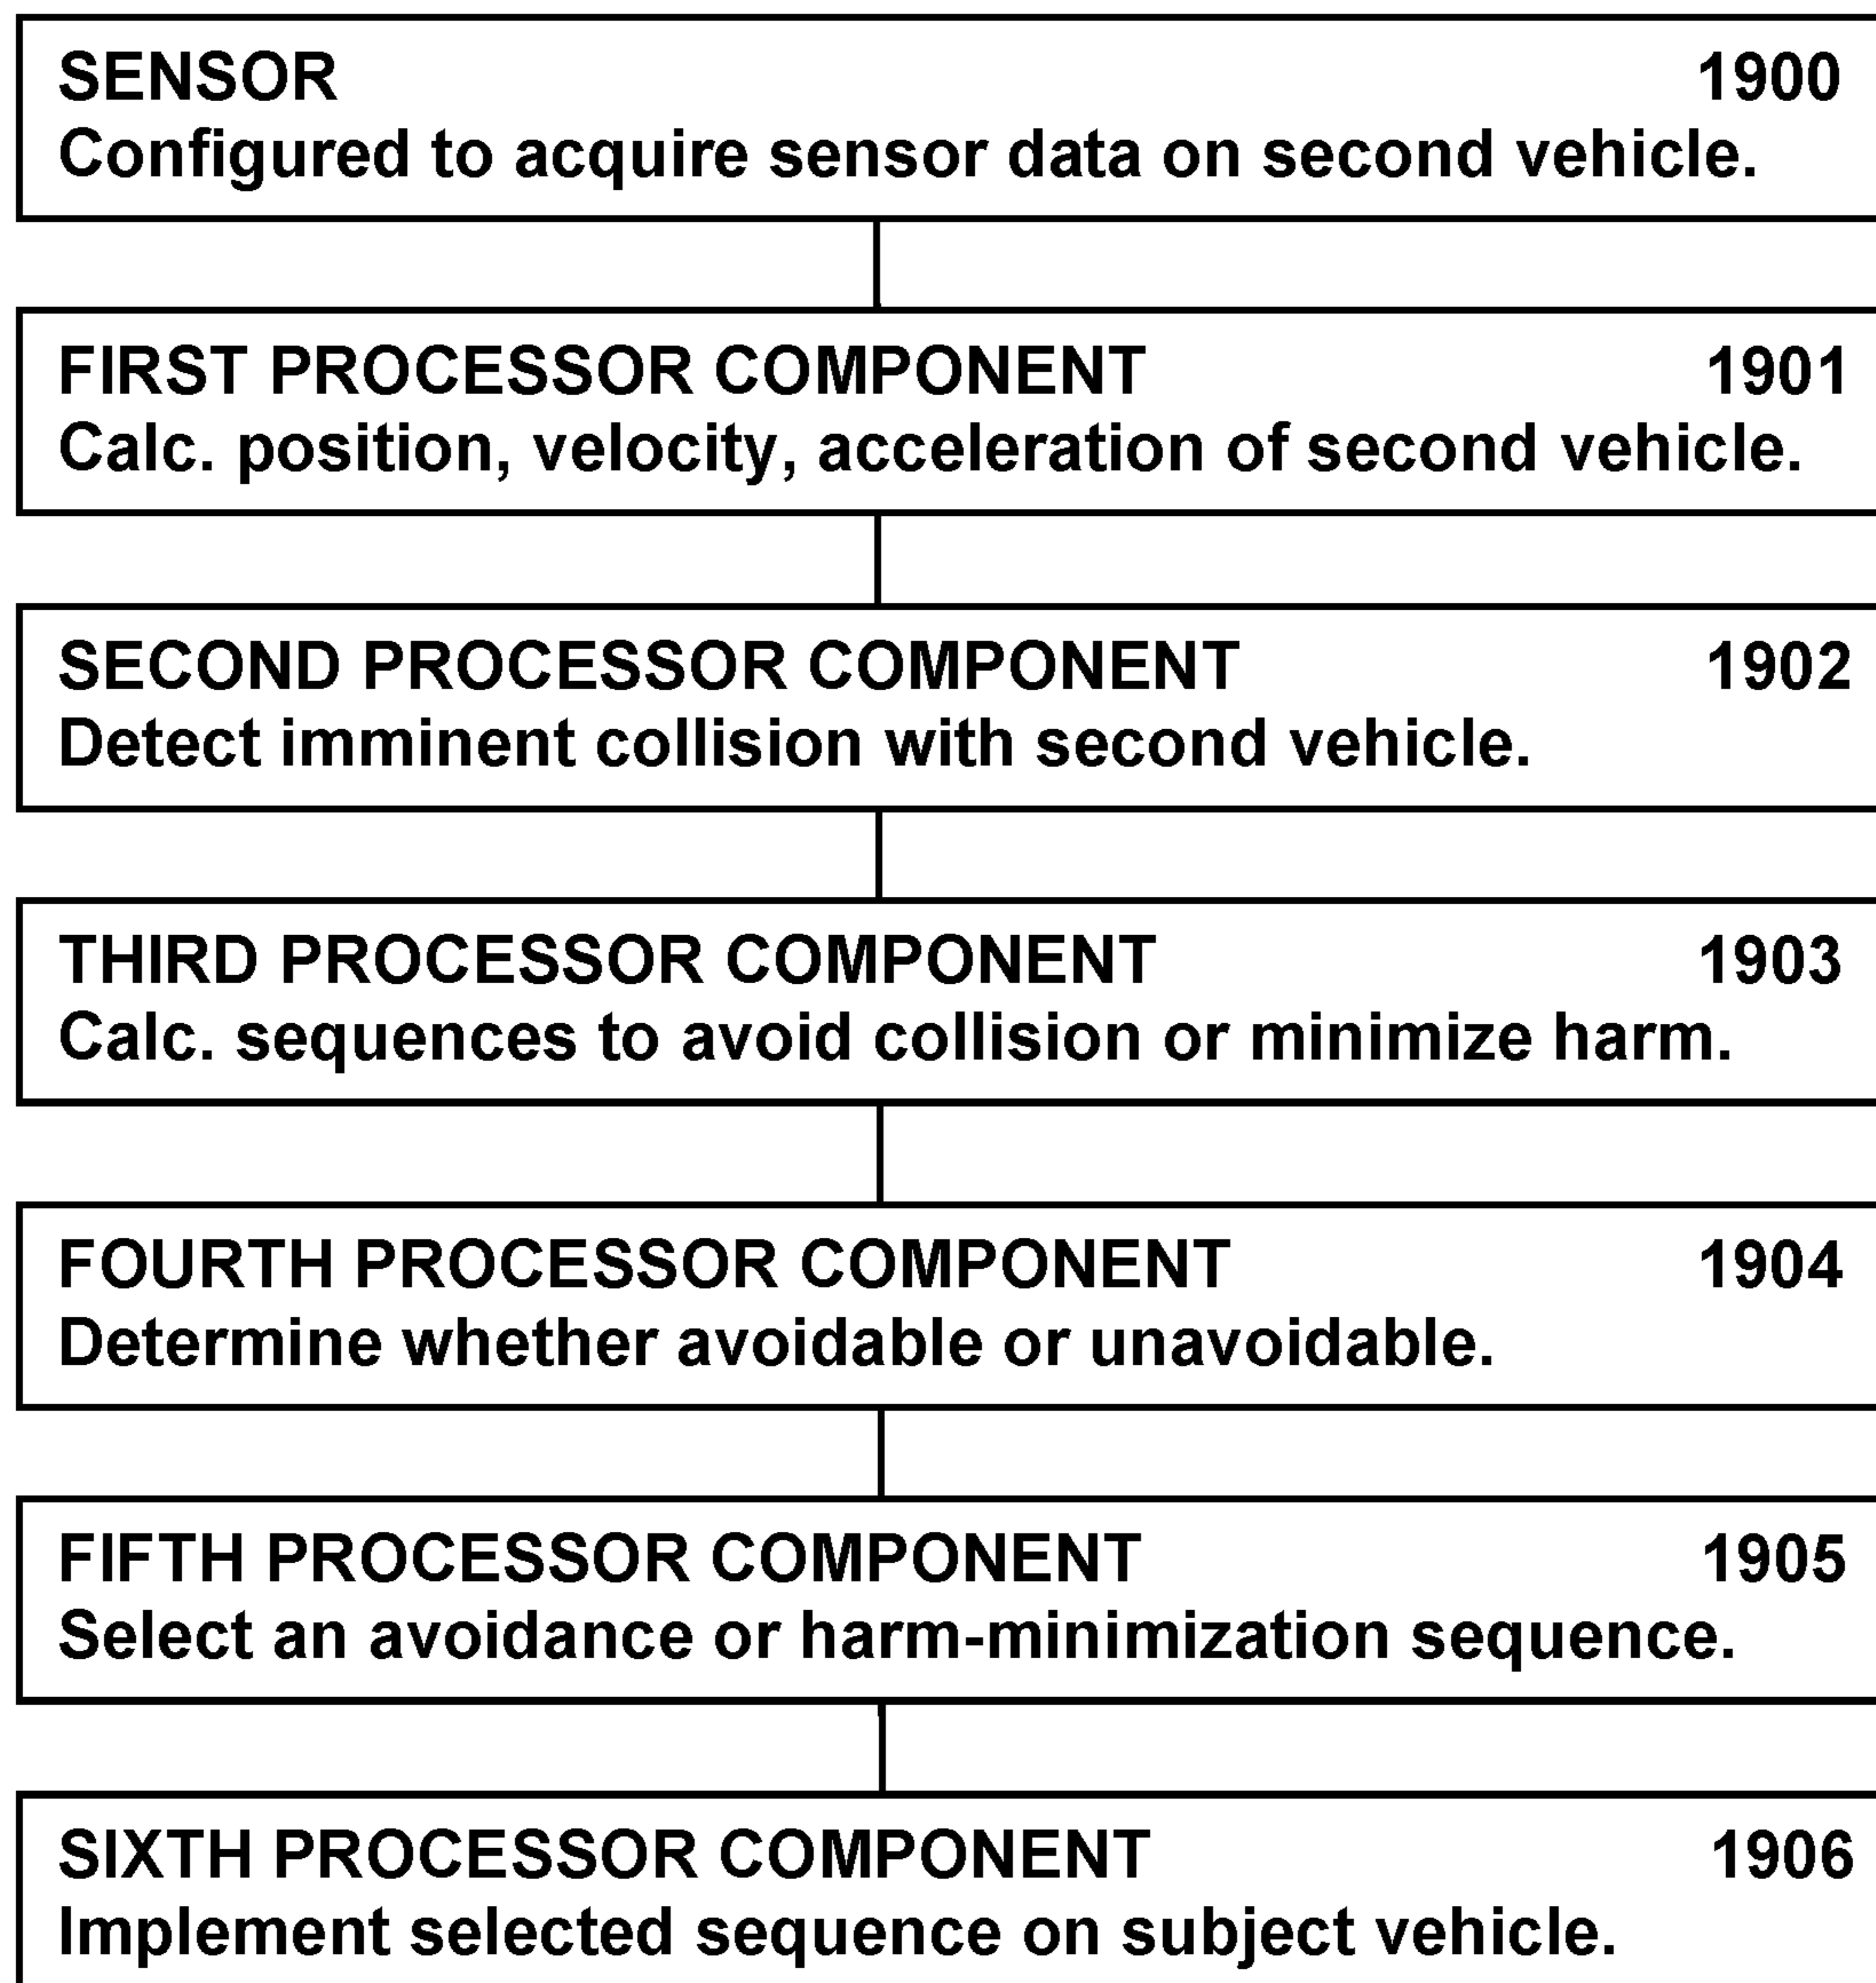 SENSOR 1900
Configured to acquire sensor data on second vehicle.
FIRST PROCESSOR COMPONENT 1901
Calc. position, velocity, acceleration of second vehicle.
SECOND PROCESSOR COMPONENT 1902
Detect imminent collision with second vehicle.
THIRD PROCESSOR COMPONENT 1903
Calc. sequences to avoid collision or minimize harm.
FOURTH PROCESSOR COMPONENT 1904
Determine whether avoidable or unavoidable.
FIFTH PROCESSOR COMPONENT 1905
Select an avoidance or harm-minimization sequence.
SIXTH PROCESSOR COMPONENT 1906
Implement selected sequence on subject vehicle.